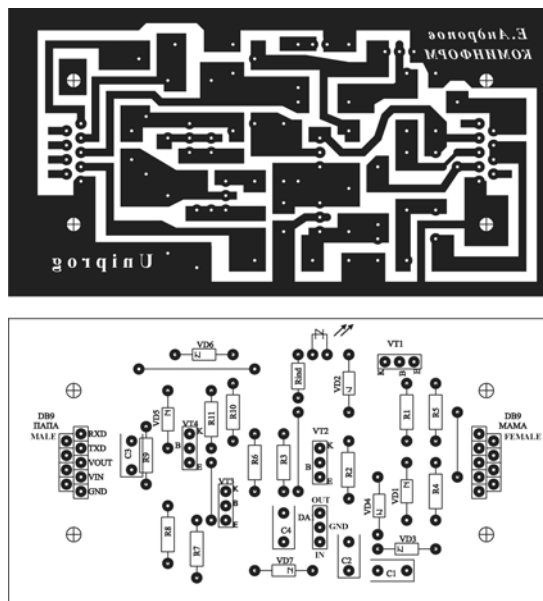 Е.Андропов
КОМИНФОРМ
Uniprog
VD6
VT1
K
B
E
VD2
Rind
DB9
ПАПА
MALE
RXD
TXD
VOUT
VIN
GND
C3
R9
VD5
VT4
K
B
E
R11
R10
R6
R3
VT2
K
B
E
R2
R1
R5
DB9
МАМА
FEMALE
VT3
K
B
E
R8
R7
C4
OUT
DA
GND
IN
VD7
C2
VD4
VD1
R4
VD3
C1